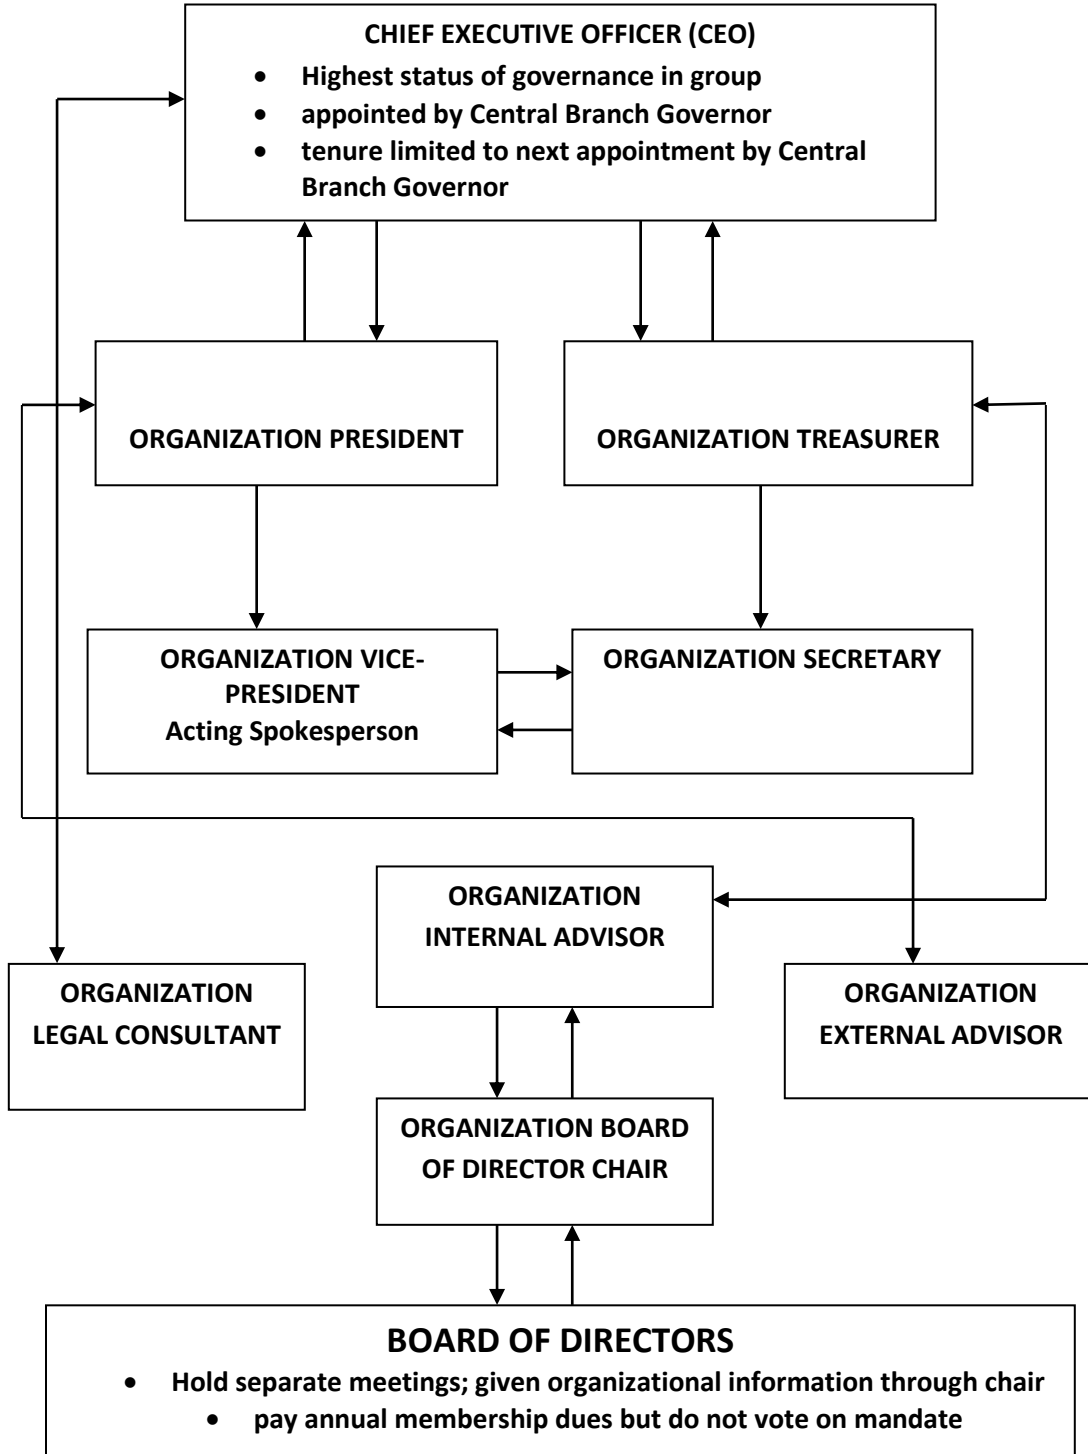 CHIEF EXECUTIVE OFFICER (CEO)
• Highest status of governance in group
• appointed by Central Branch Governor
• tenure limited to next appointment by Central
Branch Governor
ORGANIZATION PRESIDENT
ORGANIZATION TREASURER
ORGANIZATION VICE-
PRESIDENT
Acting Spokesperson
ORGANIZATION SECRETARY
ORGANIZATION
INTERNAL ADVISOR
ORGANIZATION
LEGAL CONSULTANT
ORGANIZATION
EXTERNAL ADVISOR
ORGANIZATION BOARD
OF DIRECTOR CHAIR
BOARD OF DIRECTORS
• Hold separate meetings; given organizational information through chair
• pay annual membership dues but do not vote on mandate